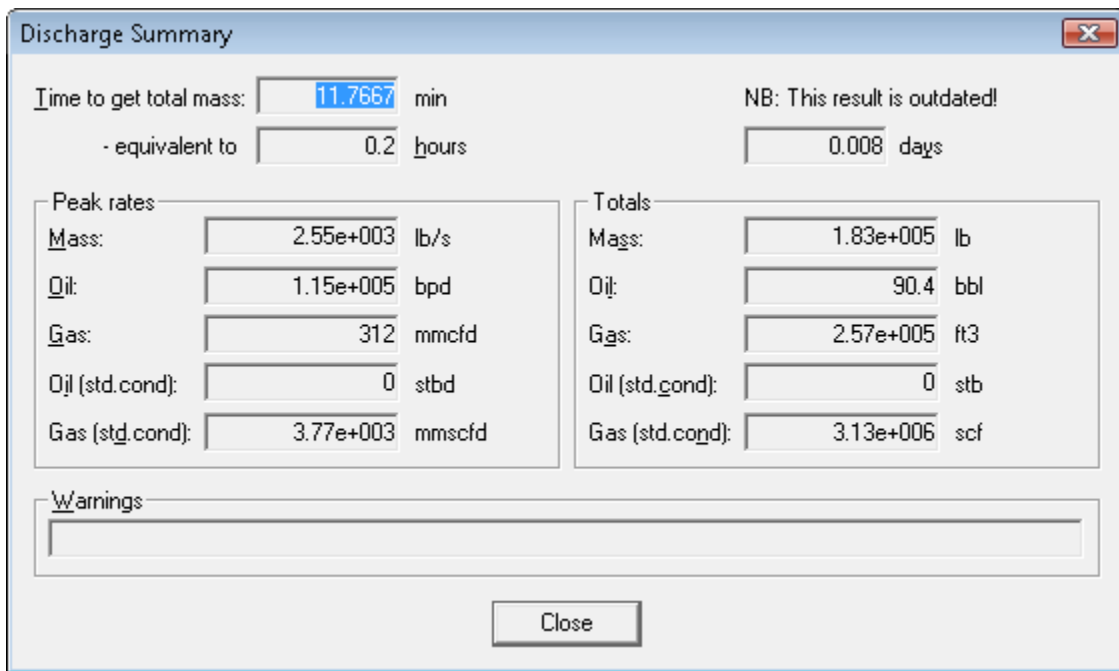 Discharge Summary
Time to get total mass: 11.7667 min NB: This result is outdated!
- equivalent to 0.2 hours 0.008 days
Peak rates
Mass: 2.55e+003 lb/s
Oil: 1.15e+005 bpd
Gas: 312 mmcfd
Oil (std.cond): 0 stbd
Gas (std.cond): 3.77e+003 mmscfd
Totals
Mass: 1.83e+005 lb
Oil: 90.4 bbl
Gas: 2.57e+005 ft3
Oil (std.cond): 0 stb
Gas (std.cond): 3.13e+006 scf
Warnings
Close